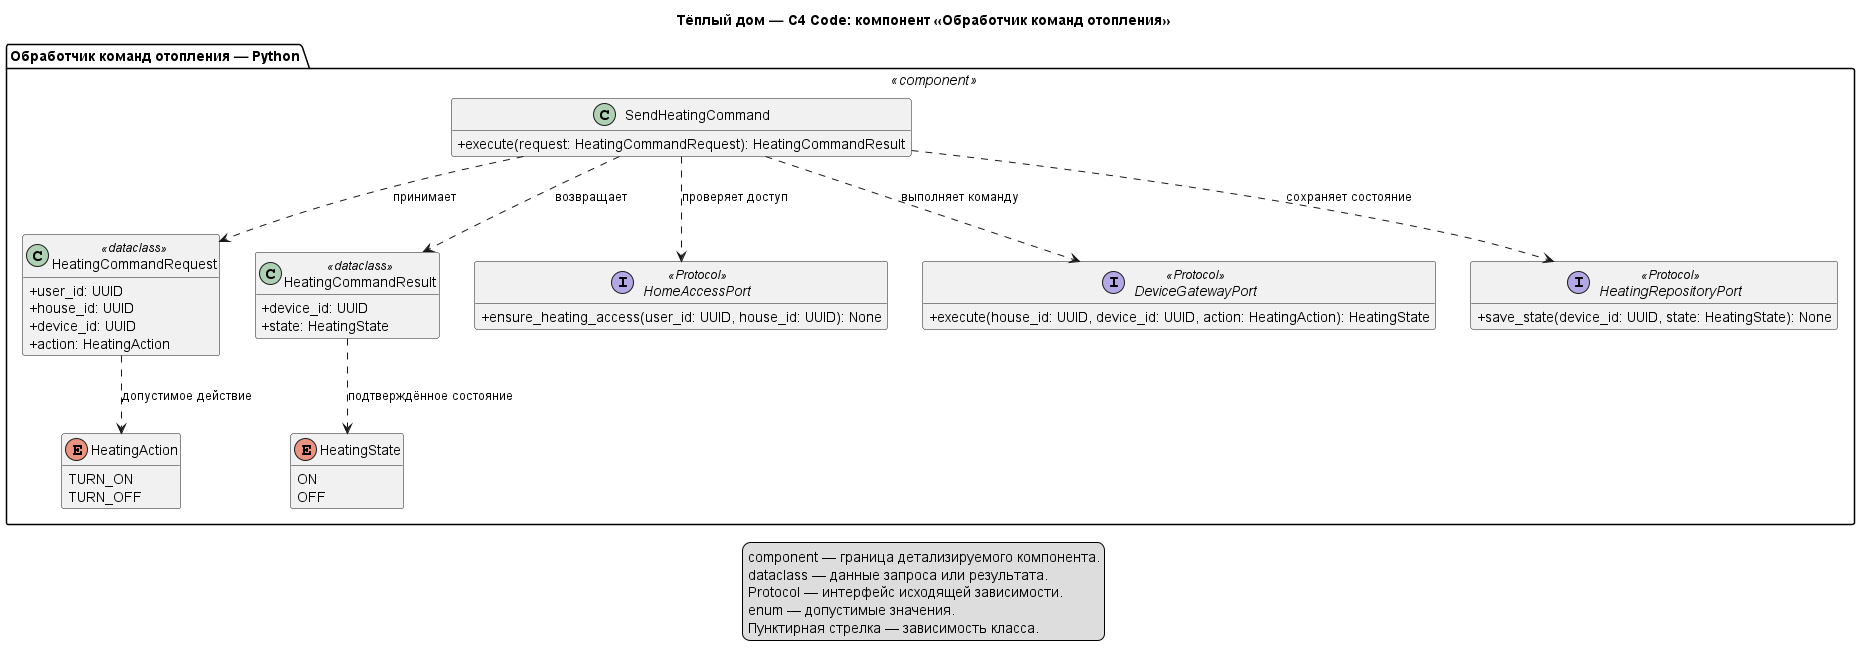 Тёплый дом — C4 Code: компонент «Обработчик команд отопления»
Обработчик команд отопления — Python
«component»
C SendHeatingCommand
+execute(request: HeatingCommandRequest): HeatingCommandResult
принимает
возвращает
проверяет доступ
выполняет команду
сохраняет состояние
«dataclass»
C HeatingCommandRequest
+user_id: UUID
+house_id: UUID
+device_id: UUID
+action: HeatingAction
«dataclass»
C HeatingCommandResult
+device_id: UUID
+state: HeatingState
«Protocol»
I HomeAccessPort
+ensure_heating_access(user_id: UUID, house_id: UUID): None
«Protocol»
I DeviceGatewayPort
+execute(house_id: UUID, device_id: UUID, action: HeatingAction): HeatingState
«Protocol»
I HeatingRepositoryPort
+save_state(device_id: UUID, state: HeatingState): None
допустимое действие
подтверждённое состояние
E HeatingAction
TURN_ON
TURN_OFF
E HeatingState
ON
OFF
component — граница детализируемого компонента.
dataclass — данные запроса или результата.
Protocol — интерфейс исходящей зависимости.
enum — допустимые значения.
Пунктирная стрелка — зависимость класса.